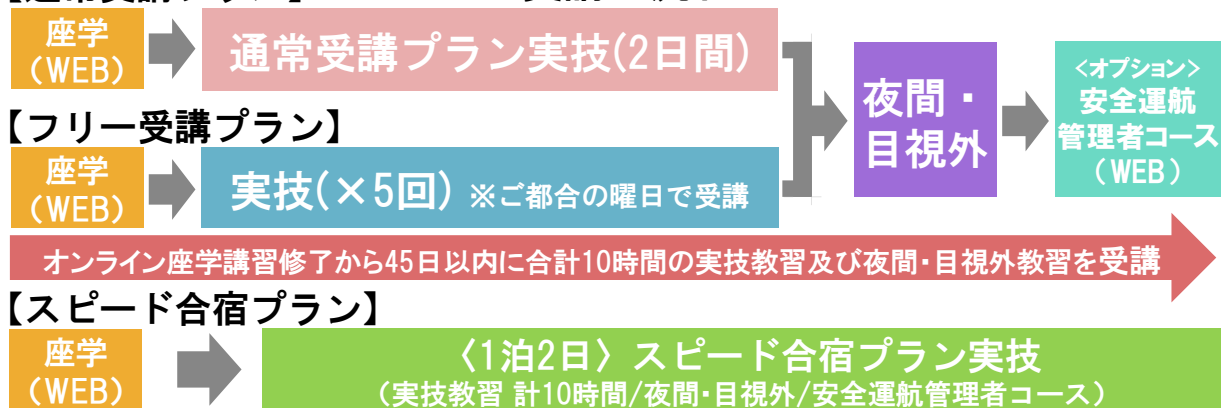 座学
(WEB)
通常受講プラン実技(2日間)
夜間・
目視外
<オプション>
安全運航
管理者コース
(WEB)
【フリー受講プラン】
座学
(WEB)
実技(×5回) ※ご都合の曜日で受講
オンライン座学講習修了から45日以内に合計10時間の実技教習及び夜間・目視外教習を受講
【スピード合宿プラン】
座学
(WEB)
〈1泊2日〉スピード合宿プラン実技
(実技教習 計10時間/夜間・目視外/安全運航管理者コース)